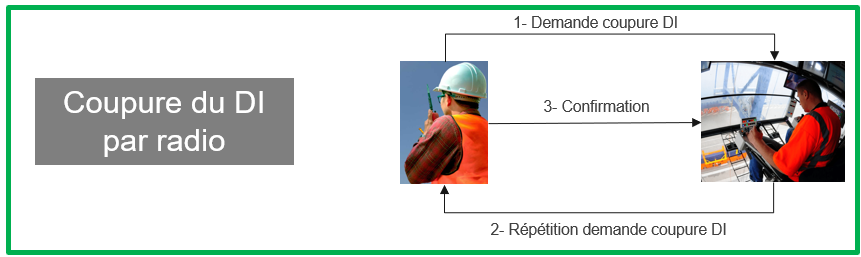 Coupure du DI
par radio
1- Demande coupure DI
3- Confirmation
2- Répétition demande coupure DI